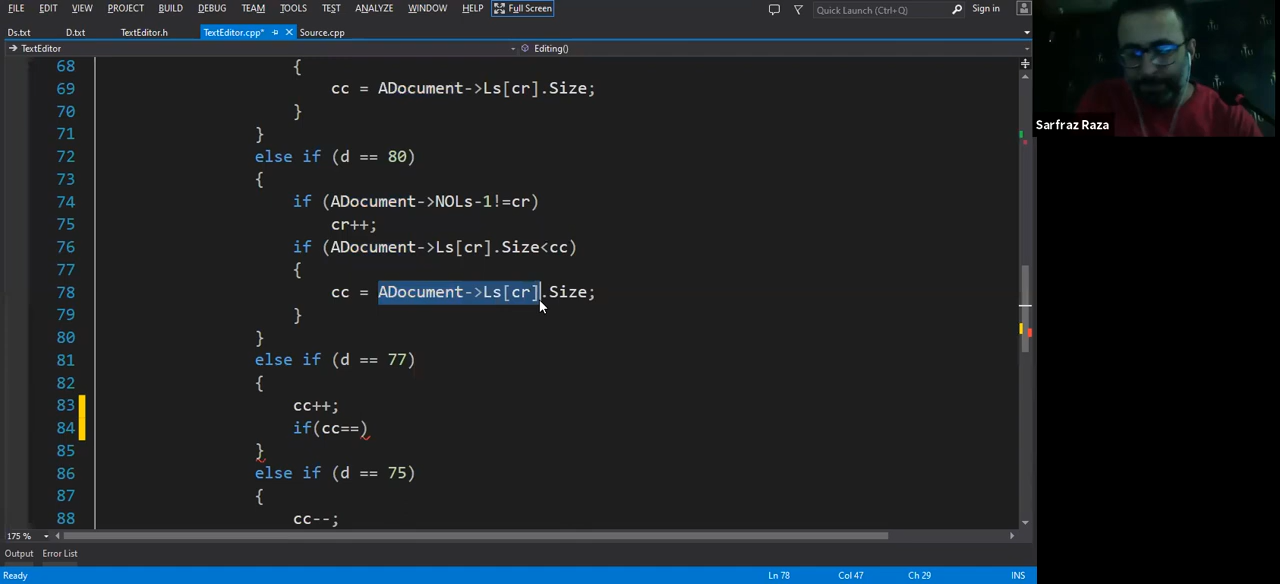 FILE EDIT VIEW PROJECT BUILD DEBUG TEAM TOOLS TEST ANALYZE WINDOW HELP Full Screen Quick Launch (Ctrl+Q) Sign in
Ds.txt D.txt TextEditor.h TextEditor.cpp* Source.cpp
TextEditor Editing()
68 {
69 cc = ADocument->Ls[cr].Size;
70 }
71 }
72 else if (d == 80)
73 {
74 if (ADocument->NOLs-1!=cr)
75 cr++;
76 if (ADocument->Ls[cr].Size<cc)
77 {
78 cc = ADocument->Ls[cr].Size;
79 }
80 }
81 else if (d == 77)
82 {
83 cc++;
84 if(cc==)
85 }
86 else if (d == 75)
87 {
88 cc--;
175 %
Output Error List
Ready Ln 78 Col 47 Ch 29 INS
Sarfraz Raza